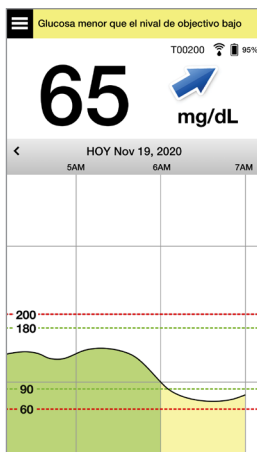 Glucosa menor que el nival de objectivo bajo
T00200 95%
65
mg/dL
HOY Nov 19, 2020
5AM 6AM 7AM
200
180
90
60